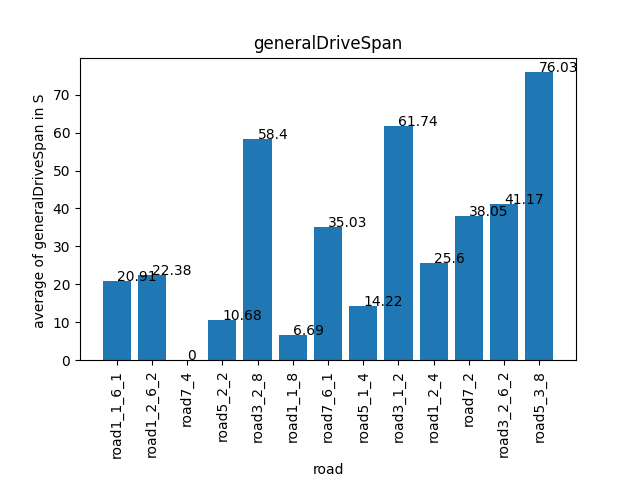 generalDriveSpan
average of generalDriveSpan in S
70
60
50
40
30
20
10
0
20.91
22.38
0
10.68
58.4
6.69
35.03
14.22
61.74
25.6
38.05
41.17
76.03
road1_1_6_1
road1_2_6_2
road7_4
road5_2_2
road3_2_8
road1_1_8
road7_6_1
road5_1_4
road3_1_2
road1_2_4
road7_2
road3_2_6_2
road5_3_8
road